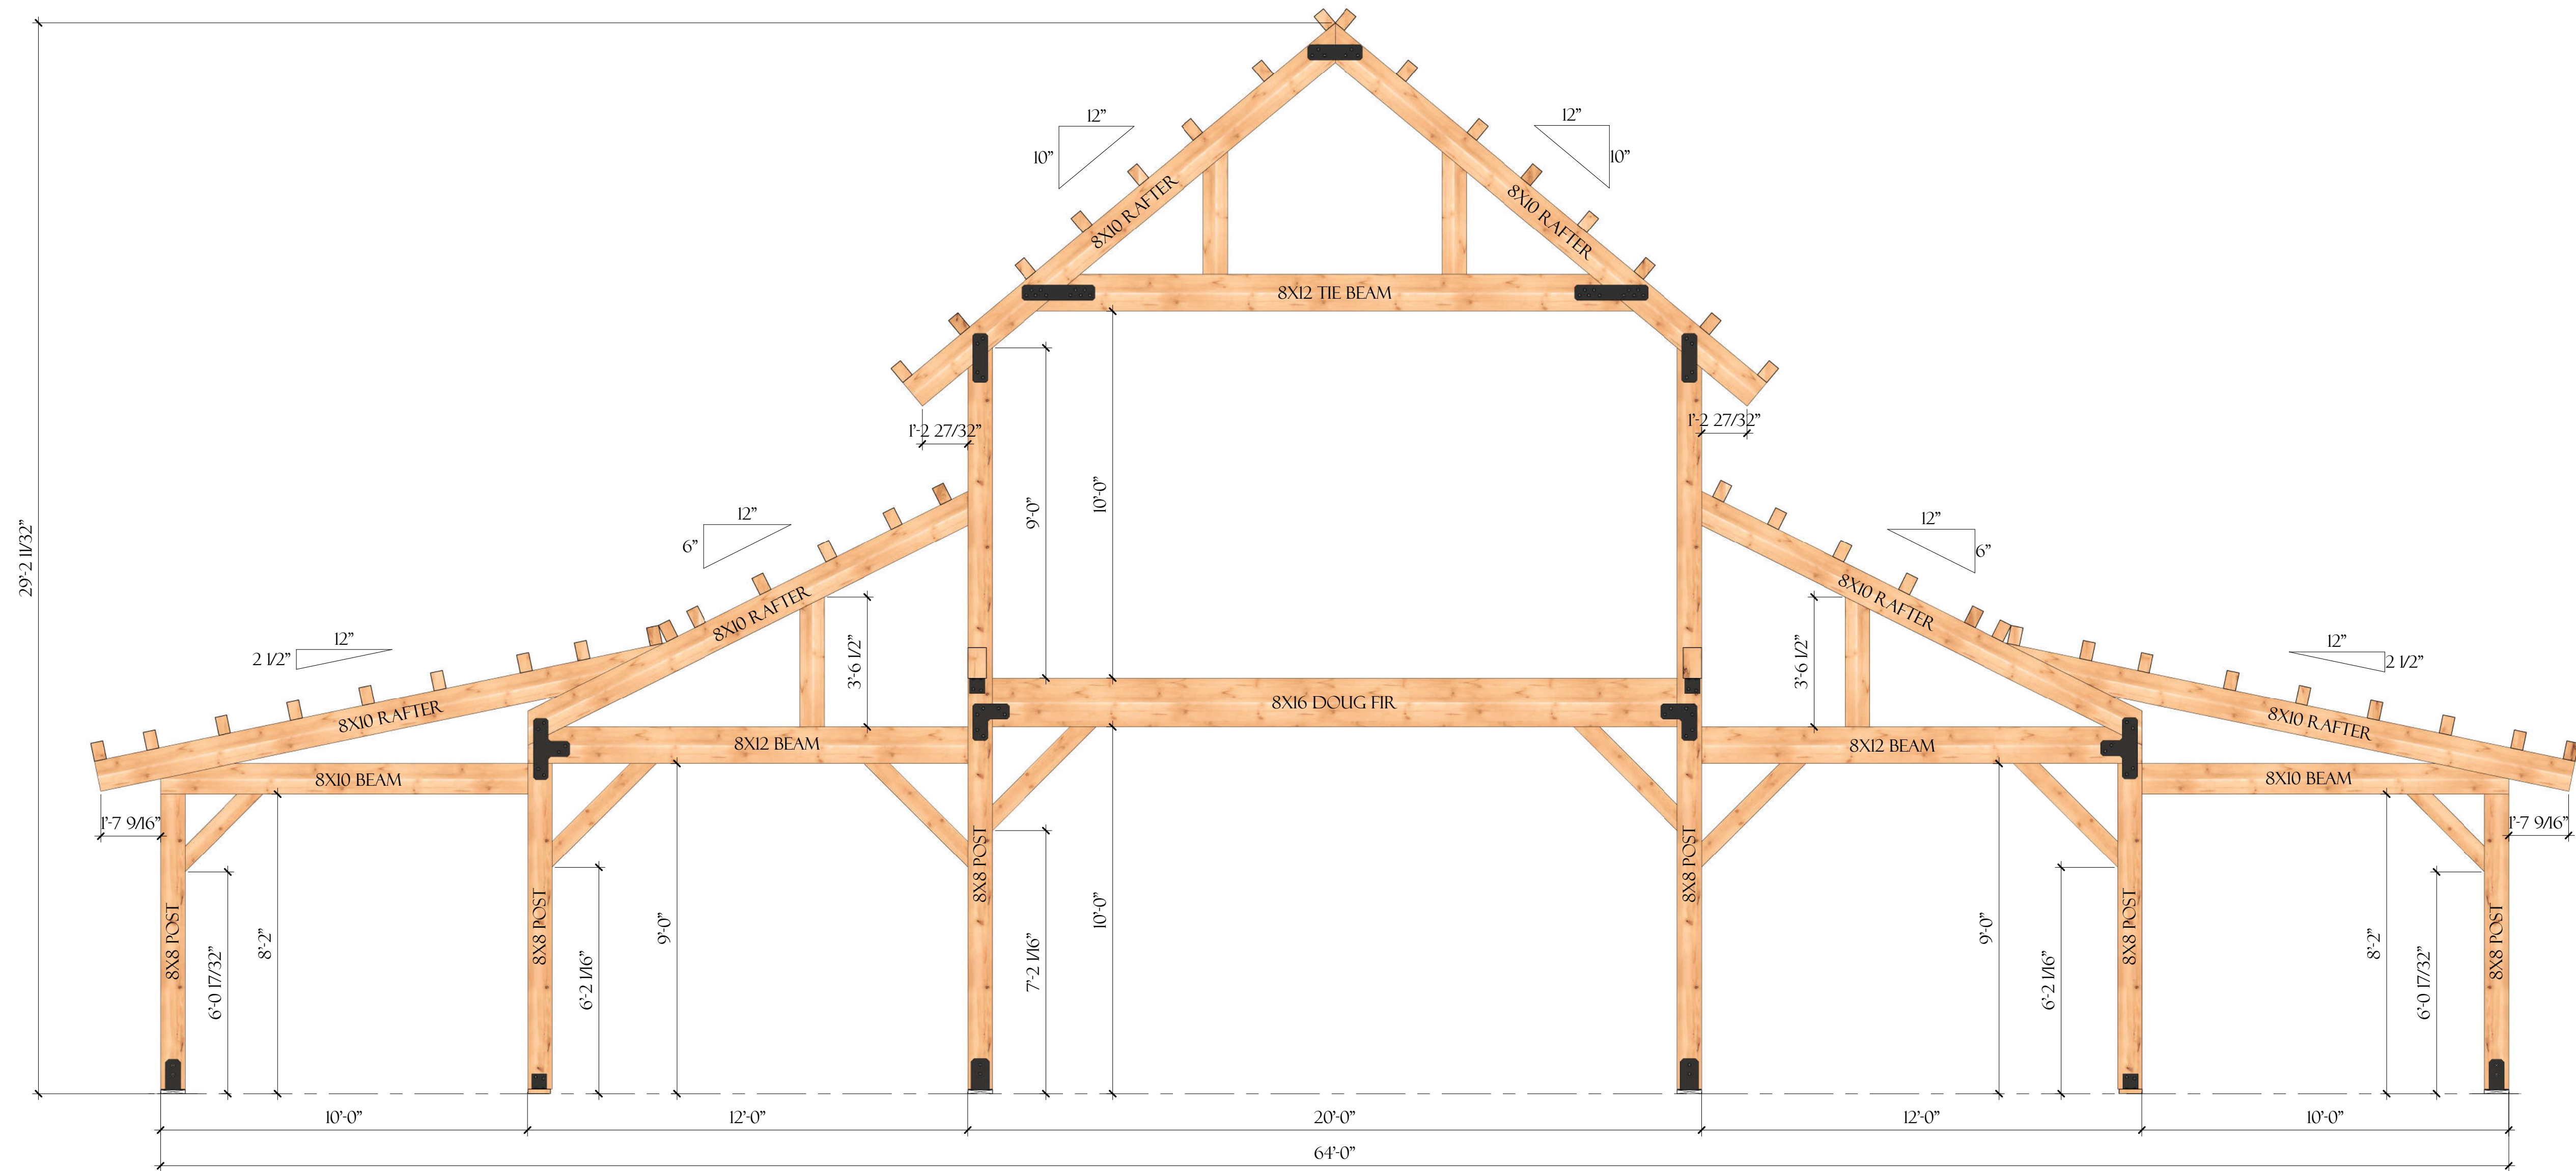 12”
12”
10”
10”
8X10 RAFTER
8X10 RAFTER
8X12 TIE BEAM
1’-2 27/32”
1’-2 27/32”
9’-0”
10’-0”
29’-2 11/32”
12”
6”
12”
6”
8X10 RAFTER
8X10 RAFTER
12”
2 1/2”
12”
2 1/2”
3’-6 1/2”
3’-6 1/2”
8X10 RAFTER
8X10 RAFTER
8X16 DOUG FIR
8X12 BEAM
8X12 BEAM
8X10 BEAM
8X10 BEAM
1’-7 9/16”
1’-7 9/16”
8X8 POST
6’-0 17/32”
8’-2”
8X8 POST
6’-2 1/16”
9’-0”
8X8 POST
7’-2 1/16”
10’-0”
8X8 POST
9’-0”
6’-2 1/16”
8X8 POST
8’-2”
6’-0 17/32”
8X8 POST
10’-0”
12’-0”
20’-0”
12’-0”
10’-0”
64’-0”